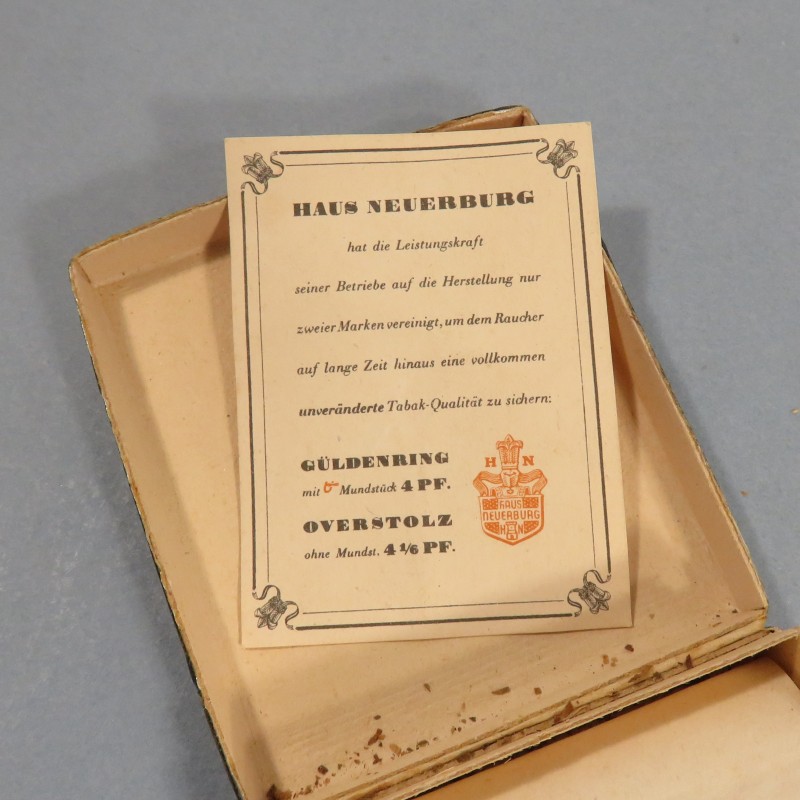 HAUS NEUERBURG
hat die Leistungskraft
seiner Betriebe auf die Herstellung nur
zweier Marken vereinigt, um dem Raucher
auf lange Zeit hinaus eine vollkommen
unveränderte Tabak-Qualität zu sichern:
GÜLDENRING
mit Mundstück 4 PF.
OVERSTOLZ
ohne Mundst. 4 1/6 PF.
H N
HAUS
NEUERBURG
H N